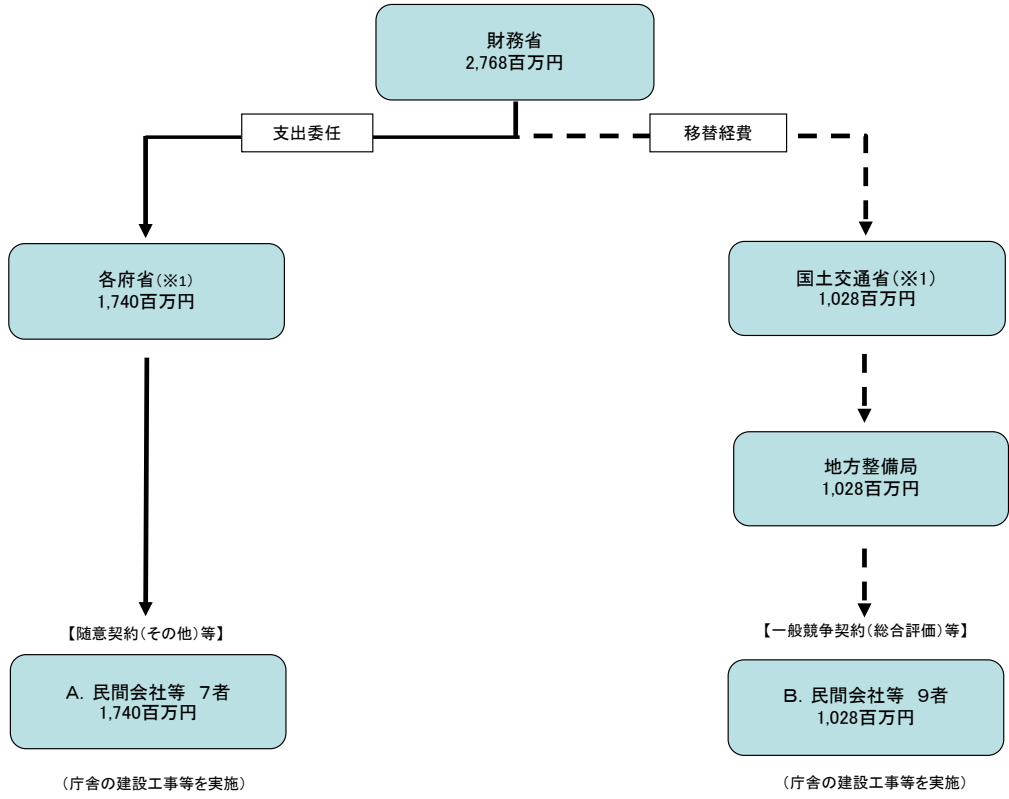 財務省
2,768百万円
支出委任
移替経費
各府省(※1)
1,740百万円
国土交通省(※1)
1,028百万円
地方整備局
1,028百万円
【随意契約(その他)等】
【一般競争契約(総合評価)等】
A. 民間会社等 7者
1,740百万円
B. 民間会社等 9者
1,028百万円
(庁舎の建設工事等を実施)
(庁舎の建設工事等を実施)